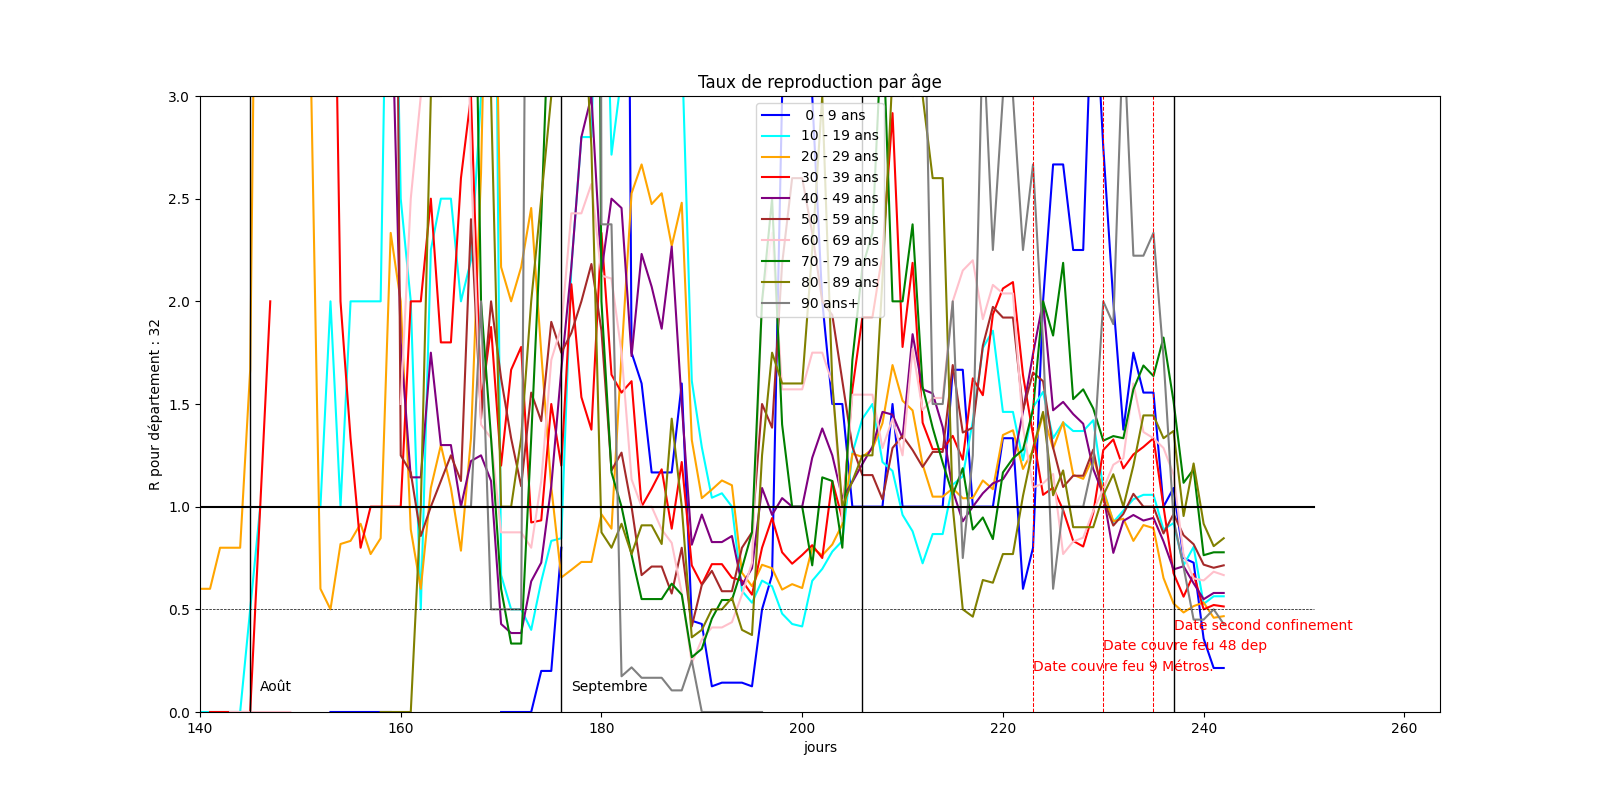 Taux de reproduction par âge
3.0
2.5
2.0
1.5
1.0
0.5
0.0
R pour département : 32
0 - 9 ans
10 - 19 ans
20 - 29 ans
30 - 39 ans
40 - 49 ans
50 - 59 ans
60 - 69 ans
70 - 79 ans
80 - 89 ans
90 ans+
Date second confinement
Date couvre feu 48 dep
Date couvre feu 9 Métros.
Août
Septembre
140 160 180 200 220 240 260
jours